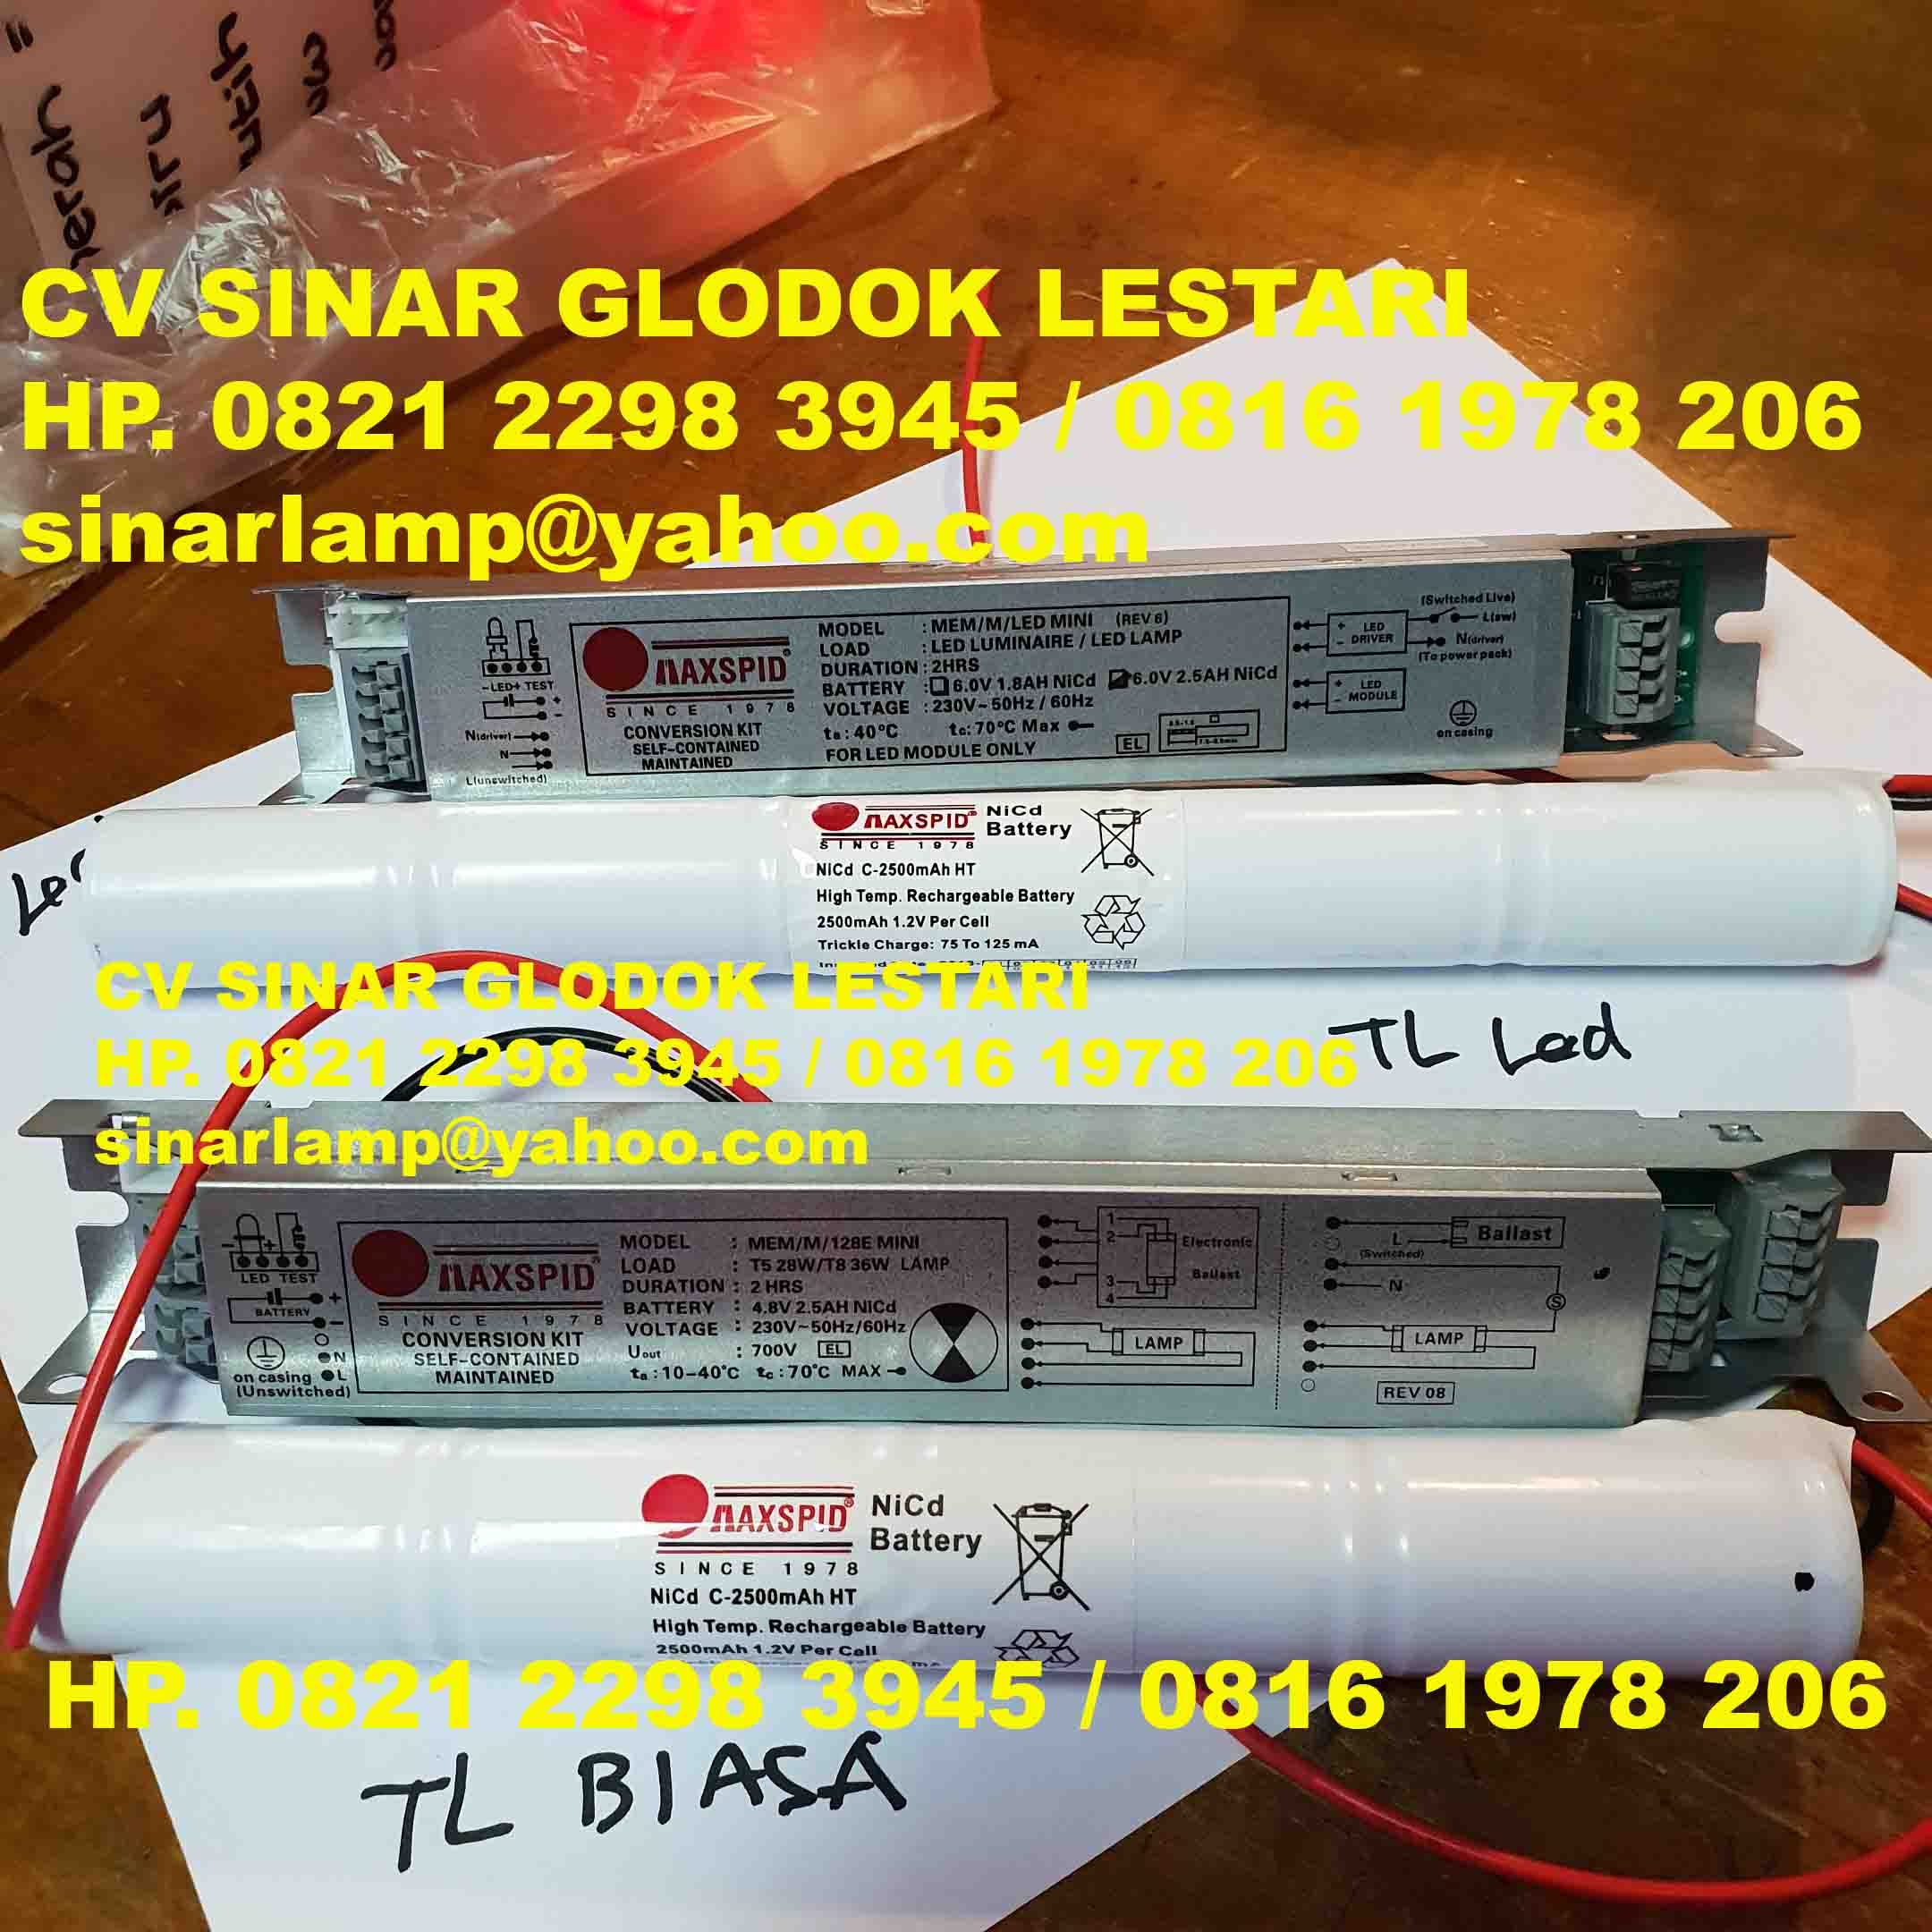 CV SINAR GLODOK LESTARI
HP. 0821 2298 3945 / 0816 1978 206
sinarlamp@yahoo.com
-LED+ TEST
+
-
N(driver)
N
L(unswitched)
MAXSPID®
SINCE 1978
CONVERSION KIT
SELF-CONTAINED
MAINTAINED
MODEL : MEM/M/LED MINI (REV 6)
LOAD : LED LUMINAIRE / LED LAMP
DURATION : 2HRS
BATTERY : 6.0V 1.8AH NiCd 6.0V 2.5AH NiCd
VOLTAGE : 230V~50Hz / 60Hz
ta : 40°C tc: 70°C Max
FOR LED MODULE ONLY
EL
+ LED
- DRIVER
(Switched Live)
L(sw)
N(driver)
(To power pack)
+ LED
- MODULE
on casing
MAXSPID®
SINCE 1978
NiCd
Battery
NiCd C-2500mAh HT
High Temp. Rechargeable Battery
2500mAh 1.2V Per Cell
Trickle Charge: 75 To 125 mA
CV SINAR GLODOK LESTARI
HP. 0821 2298 3945 / 0816 1978 206
sinarlamp@yahoo.com
TL Led
- +
LED TEST
BATTERY + -
N
on casing L
(Unswitched)
MAXSPID®
SINCE 1978
CONVERSION KIT
SELF-CONTAINED
MAINTAINED
MODEL : MEM/M/128E MINI
LOAD : T5 28W/T8 36W LAMP
DURATION : 2 HRS
BATTERY : 4.8V 2.5AH NiCd
VOLTAGE : 230V~50Hz/60Hz
Uout : 700V EL
ta : 10-40°C tc : 70°C MAX
1
2
3
4
Electronic
Ballast
LAMP
L
(Switched)
Ballast
N
S
LAMP
REV 08
MAXSPID®
SINCE 1978
NiCd
Battery
NiCd C-2500mAh HT
High Temp. Rechargeable Battery
2500mAh 1.2V Per Cell
HP. 0821 2298 3945 / 0816 1978 206
TL BIASA